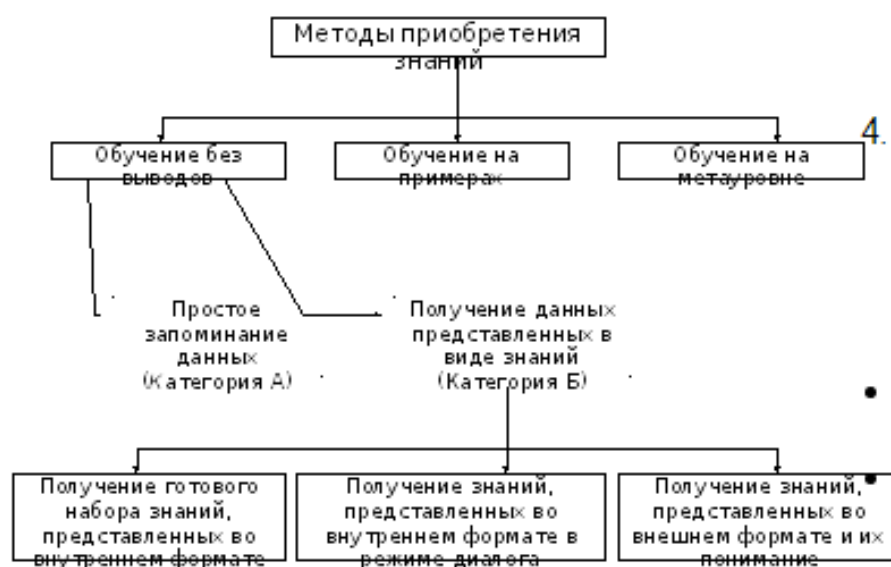 Методы приобретения
знаний
4.
Обучение без
выводов
Обучение на
примерах
Обучение на
метауровне
Простое
запоминание
данных
(Категория А)
Получение данных
представленных в
виде знаний
(Категория Б)
Получение готового
набора знаний,
представленных во
внутреннем формате
Получение знаний,
представленных во
внутреннем формате в
режиме диалога
Получение знаний,
представленных во
внешнем формате и их
понимание